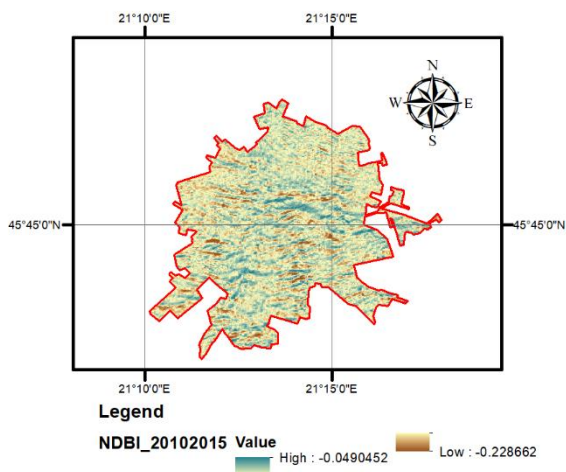 21°10'0"E 21°15'0"E
N
W E
S
45°45'0"N 45°45'0"N
21°10'0"E 21°15'0"E
Legend
NDBI_20102015 Value
High : -0.0490452 Low : -0.228662